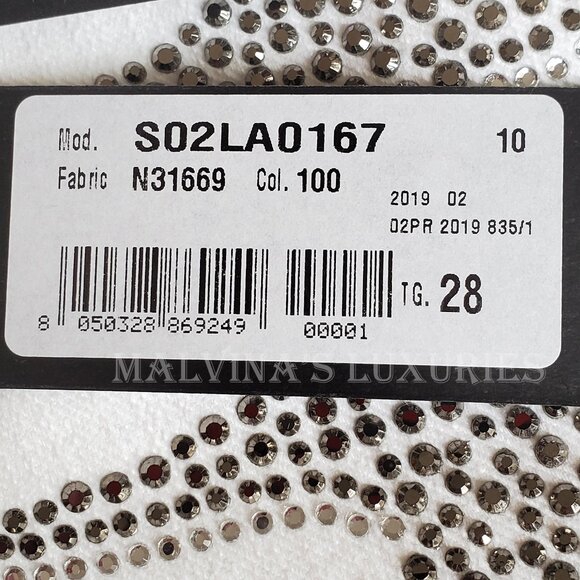 Mod. S02LA0167 10
Fabric N31669 Col. 100
2019 02
02PR 2019 835/1
TG. 28
8 050328 869249 00001
MALVINA'S LUXURIES